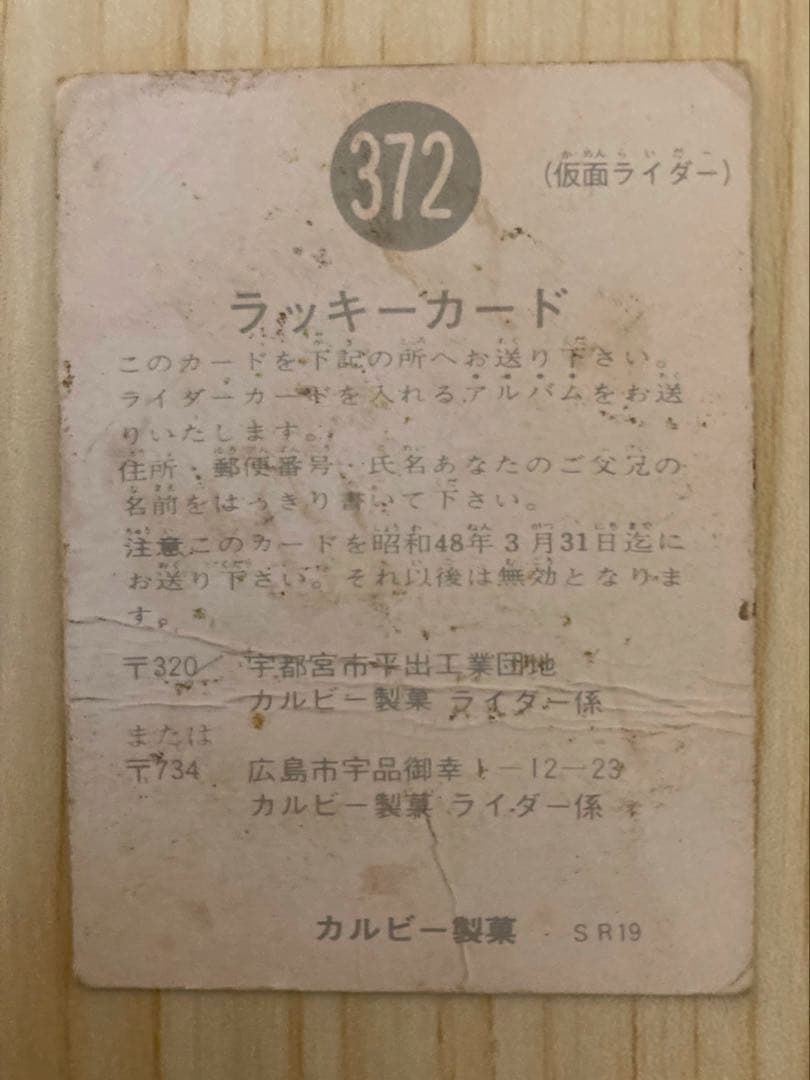 372
(仮面ライダー)
ラッキーカード
このカードを下記の所へお送り下さい。
ライダーカードを入れるアルバムをお送
りいたします。
住所・郵便番号・氏名あなたのご父兄の
名前をはっきり書いて下さい。
注意このカードを昭和48年3月31日迄に
お送り下さい。それ以後は無効となりま
す。
〒320 宇都宮市平出工業団地
カルビー製菓 ライダー係
または
〒734 広島市宇品御幸1-12-23
カルビー製菓 ライダー係
カルビー製菓 SR19